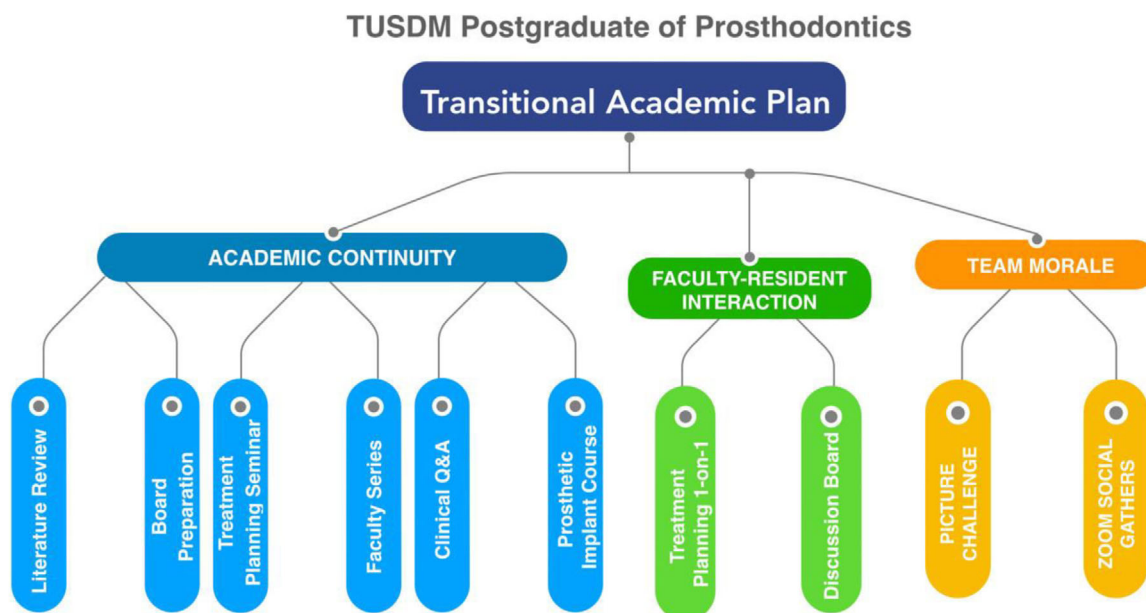 TUSDM Postgraduate of Prosthodontics
Transitional Academic Plan
ACADEMIC CONTINUITY
FACULTY-RESIDENT
INTERACTION
TEAM MORALE
Literature Review
Board
Preparation
Treatment
Planning Seminar
Faculty Series
Clinical Q&A
Prosthetic
Implant Course
Treatment
Planning 1-on-1
Discussion Board
PICTURE
CHALLENGE
ZOOM SOCIAL
GATHERS